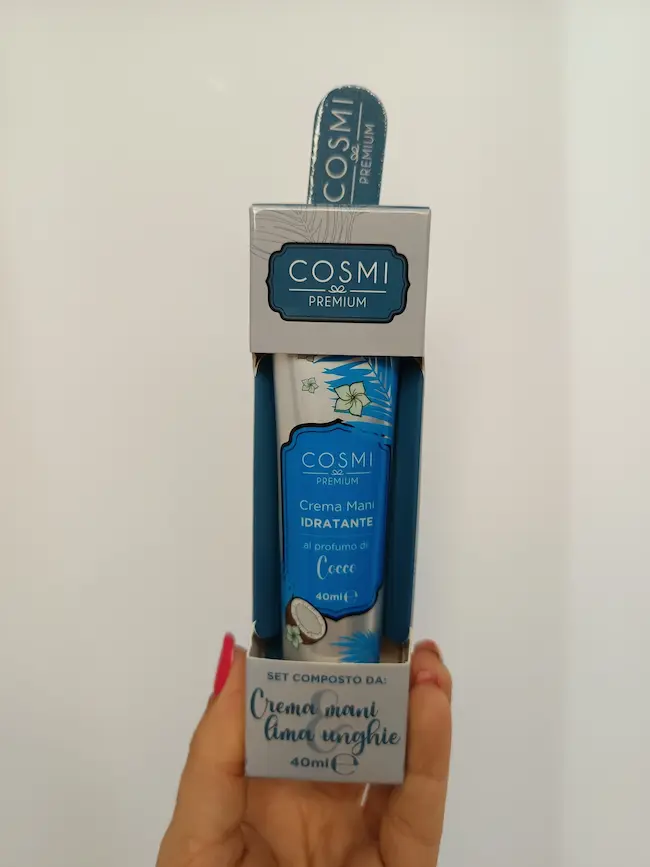 COSMI
PREMIUM
COSMI
PREMIUM
COSMI
PREMIUM
Crema Mani
IDRATANTE
al profumo di
Cocco
40ml e
SET COMPOSTO DA:
Crema mani
&
lima unghie
40ml e